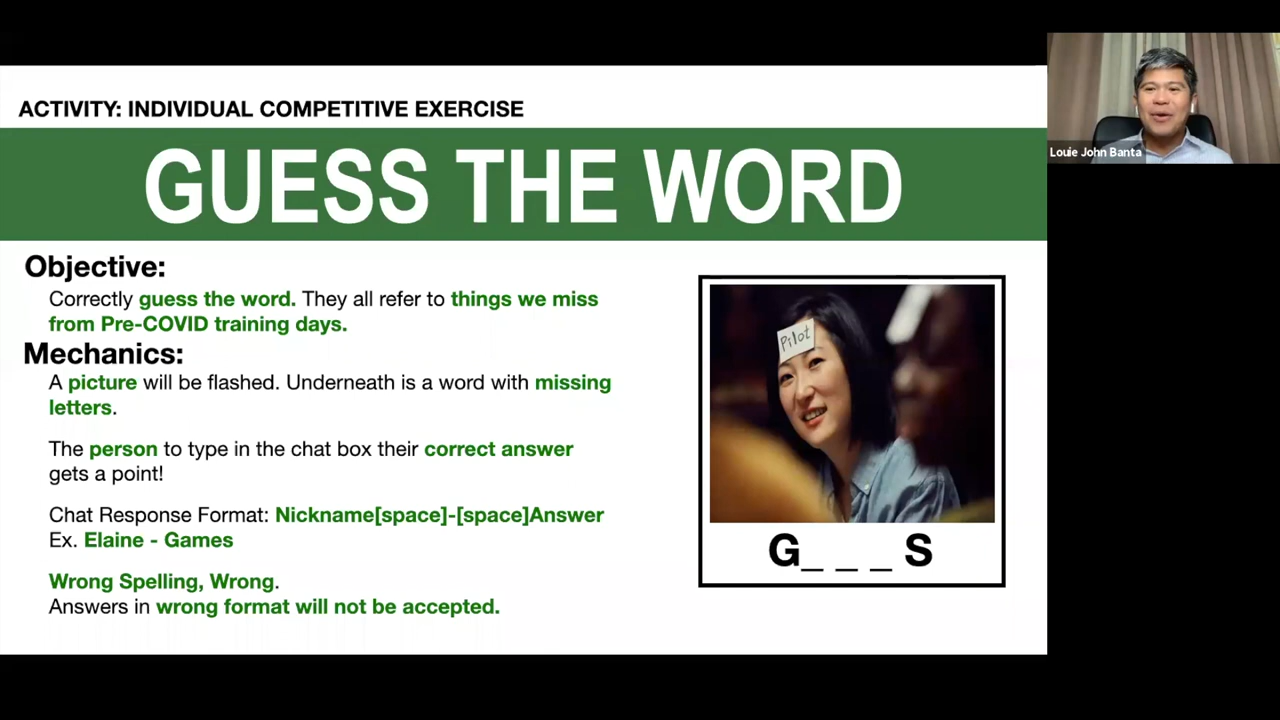 ACTIVITY: INDIVIDUAL COMPETITIVE EXERCISE
GUESS THE WORD
Objective:
Correctly guess the word. They all refer to things we miss
from Pre-COVID training days.
Mechanics:
A picture will be flashed. Underneath is a word with missing
letters.
The person to type in the chat box their correct answer
gets a point!
Chat Response Format: Nickname[space]-[space]Answer
Ex. Elaine - Games
Wrong Spelling, Wrong.
Answers in wrong format will not be accepted.
Pilot
G_ _ _ S
Louie John Banta